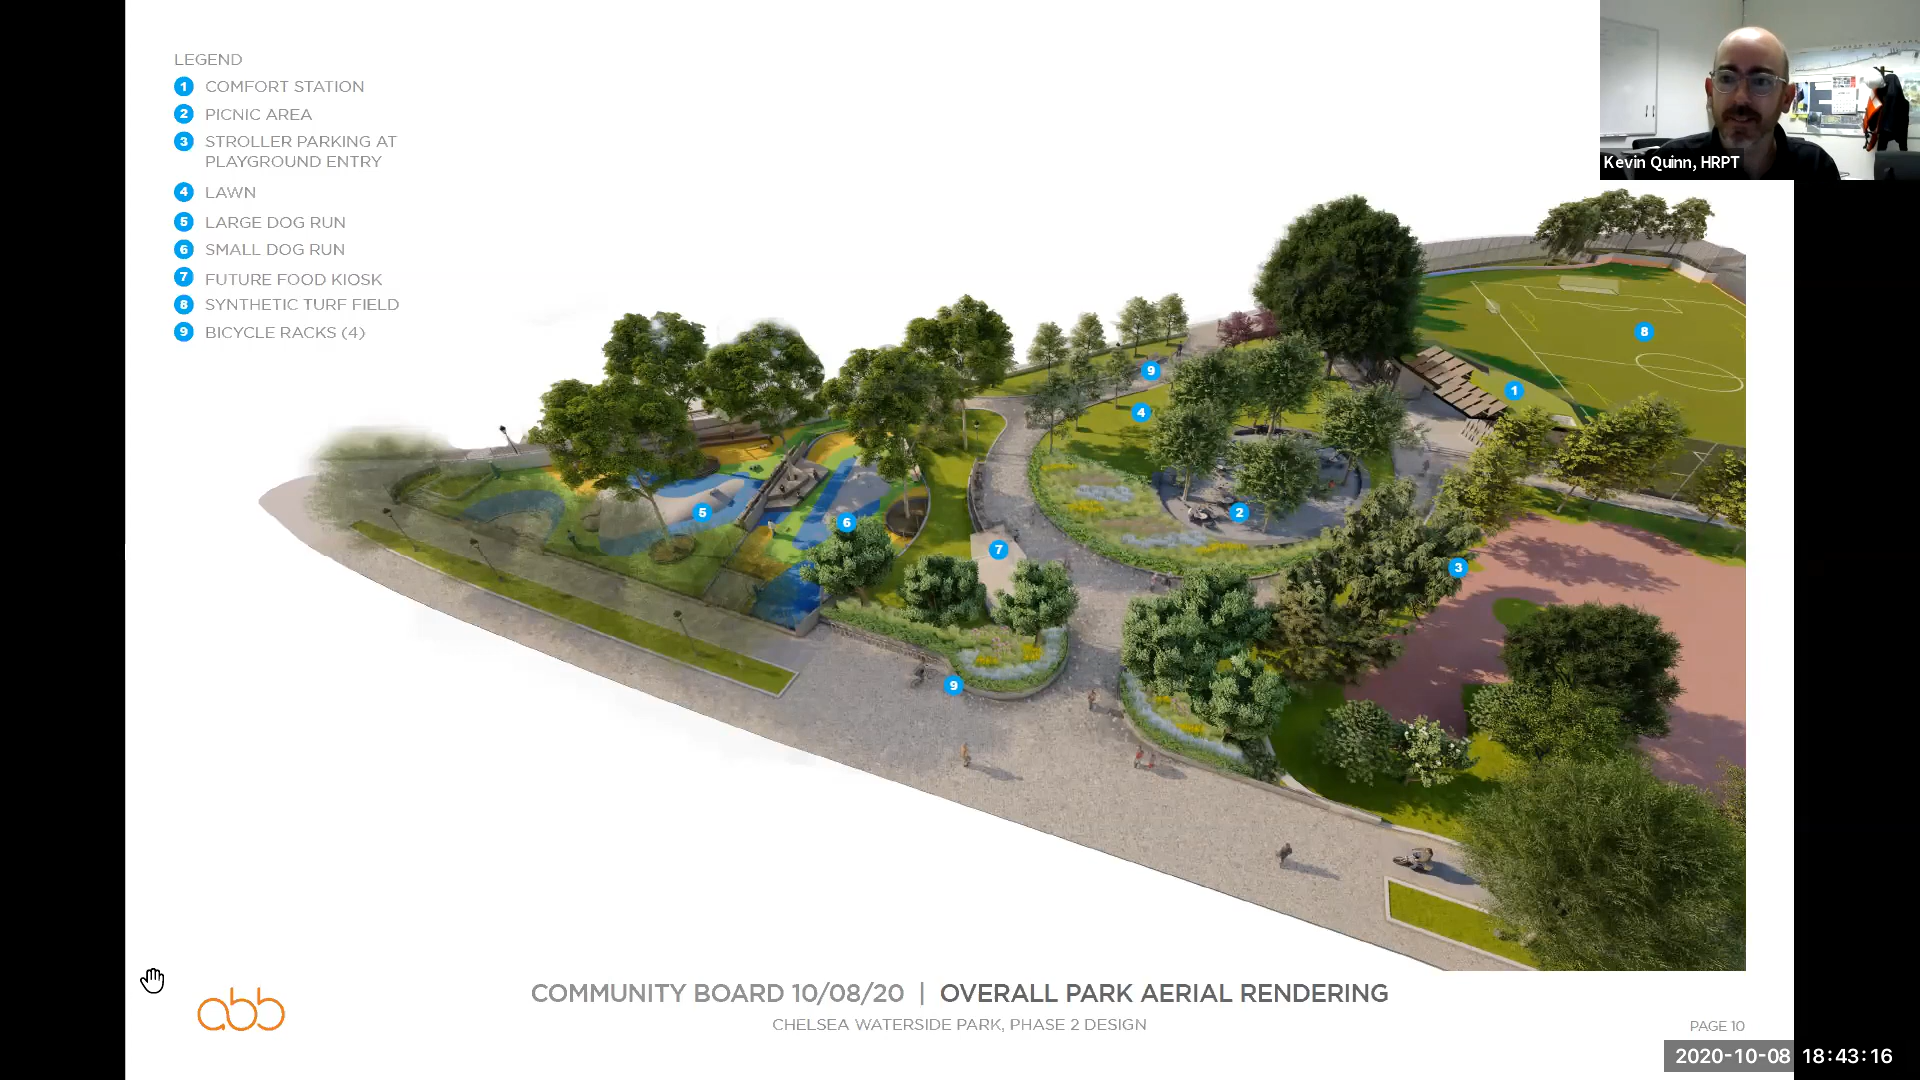 LEGEND
1 COMFORT STATION
2 PICNIC AREA
3 STROLLER PARKING AT
PLAYGROUND ENTRY
4 LAWN
5 LARGE DOG RUN
6 SMALL DOG RUN
7 FUTURE FOOD KIOSK
8 SYNTHETIC TURF FIELD
9 BICYCLE RACKS (4)
Kevin Quinn, HRPT
8
9
1
4
5
6
2
7
3
9
abb
COMMUNITY BOARD 10/08/20 | OVERALL PARK AERIAL RENDERING
CHELSEA WATERSIDE PARK, PHASE 2 DESIGN
PAGE 10
2020-10-08 18:43:16